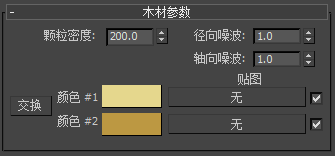 - 木材参数
颗粒密度: 200.0 径向噪波: 1.0
轴向噪波: 1.0
贴图
交换 颜色 #1 无
颜色 #2 无